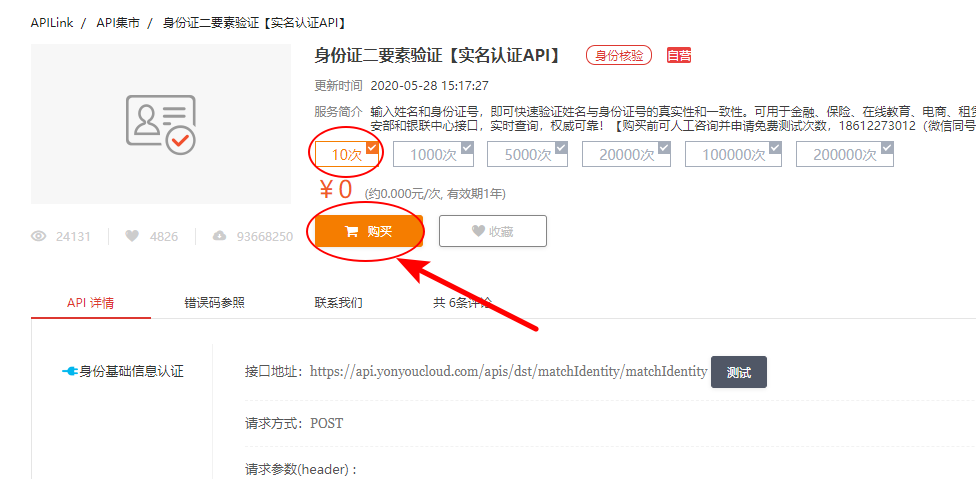 APILink / API集市 / 身份证二要素验证【实名认证API】
身份证二要素验证【实名认证API】 身份核验 自营
更新时间 2020-05-28 15:17:27
服务简介 输入姓名和身份证号，即可快速验证姓名与身份证号的真实性和一致性。可用于金融、保险、在线教育、电商、租赁
安部和银联中心接口，实时查询，权威可靠！【购买前可人工咨询并申请免费测试次数，18612273012（微信同号
10次 1000次 5000次 20000次 100000次 200000次
¥0 (约0.000元/次, 有效期1年)
购买 收藏
24131 4826 93668250
API 详情 错误码参照 联系我们 共 6条评论
身份基础信息认证
接口地址：https://api.yonyoucloud.com/apis/dst/matchIdentity/matchIdentity 测试
请求方式：POST
请求参数(header)：